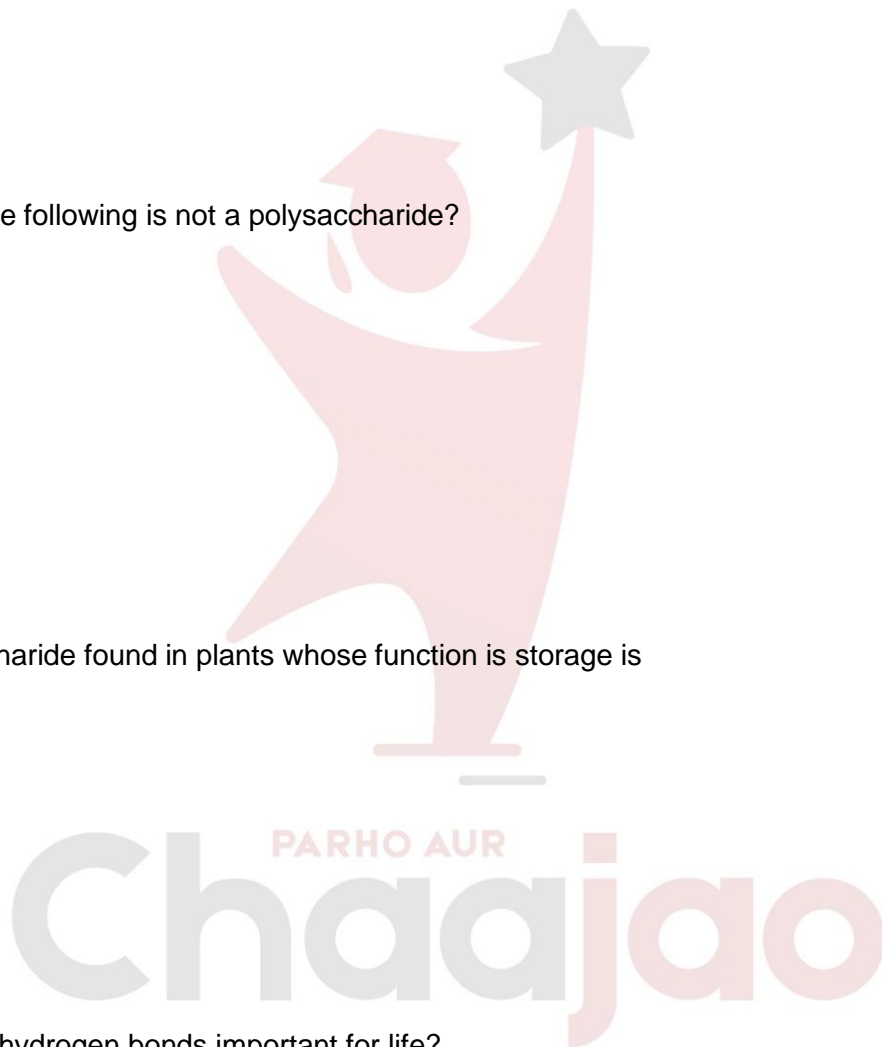 e following is not a polysaccharide?
haride found in plants whose function is storage is
PARHO AUR
Chaajao
hydrogen bonds important for life?